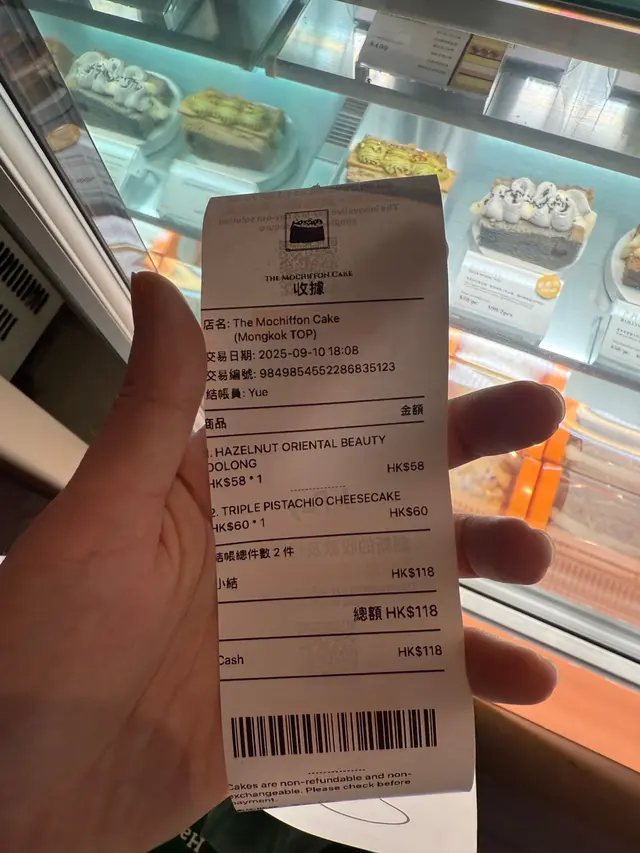 THE MOCHIFFON CAKE
收據
店名: The Mochiffon Cake
(Mongkok TOP)
交易日期: 2025-09-10 18:08
交易編號: 9849854552286835123
結帳員: Yue
商品 金額
1. HAZELNUT ORIENTAL BEAUTY
OOLONG
HK$58 * 1 HK$58
2. TRIPLE PISTACHIO CHEESECAKE
HK$60 * 1 HK$60
結帳總件數 2 件
小結 HK$118
總額 HK$118
Cash HK$118
Cakes are non-refundable and non-
exchangeable. Please check before
payment.